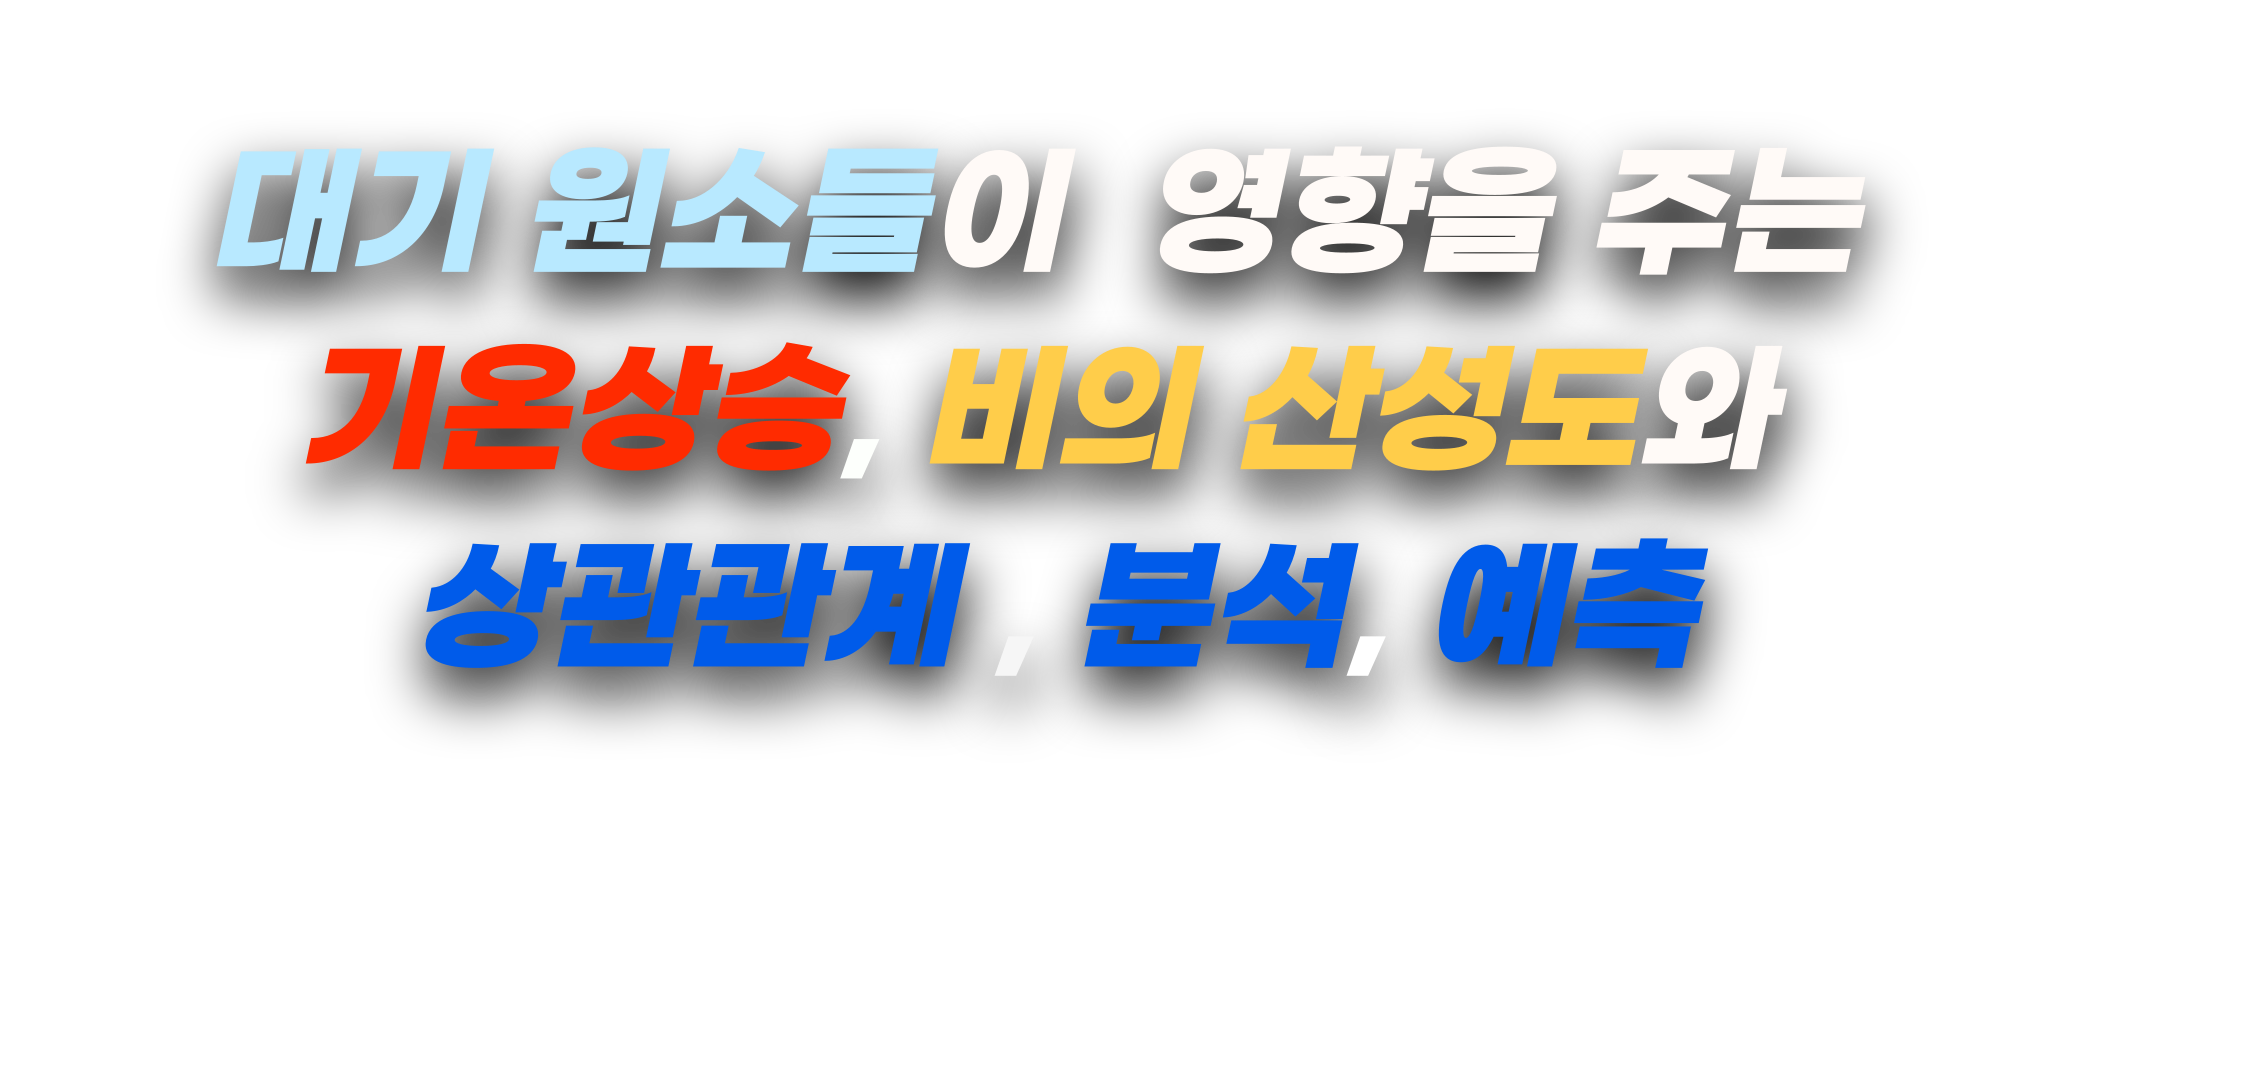 대기 원소들이 영향을 주는
기온상승, 비의 산성도와
상관관계 , 분석, 예측